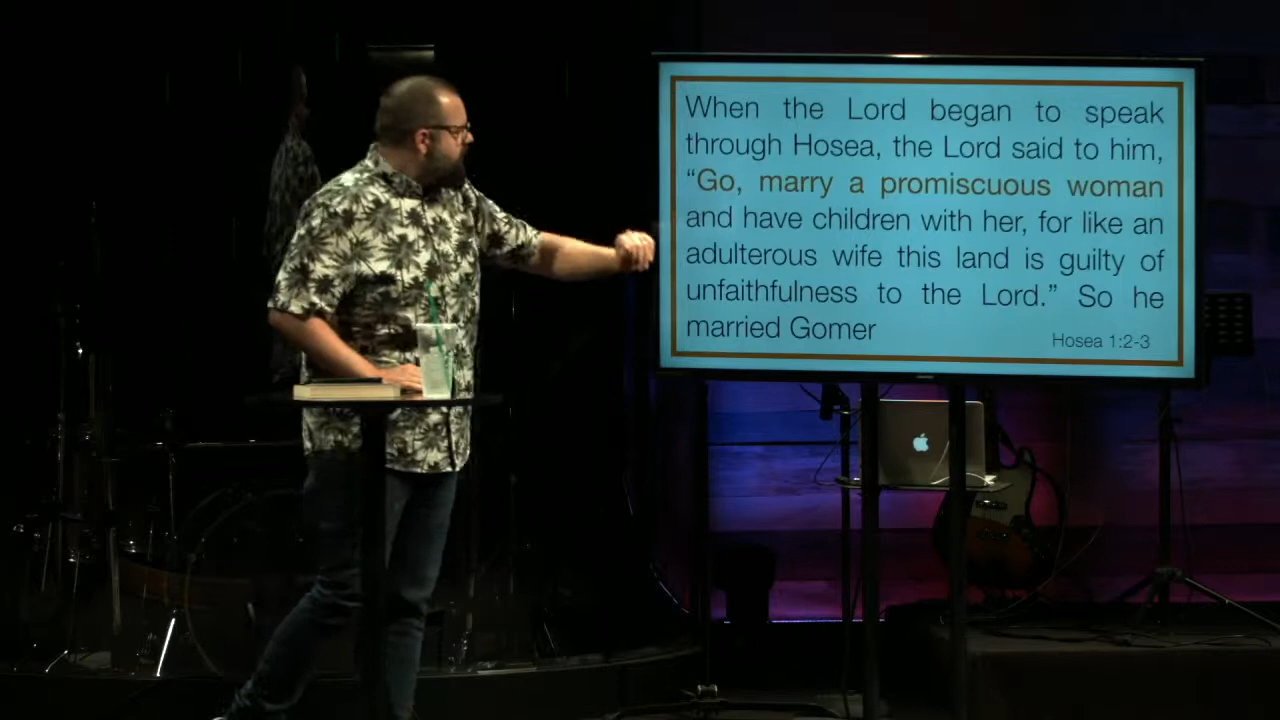 When the Lord began to speak
through Hosea, the Lord said to him,
“Go, marry a promiscuous woman
and have children with her, for like an
adulterous wife this land is guilty of
unfaithfulness to the Lord.” So he
married Gomer
Hosea 1:2-3